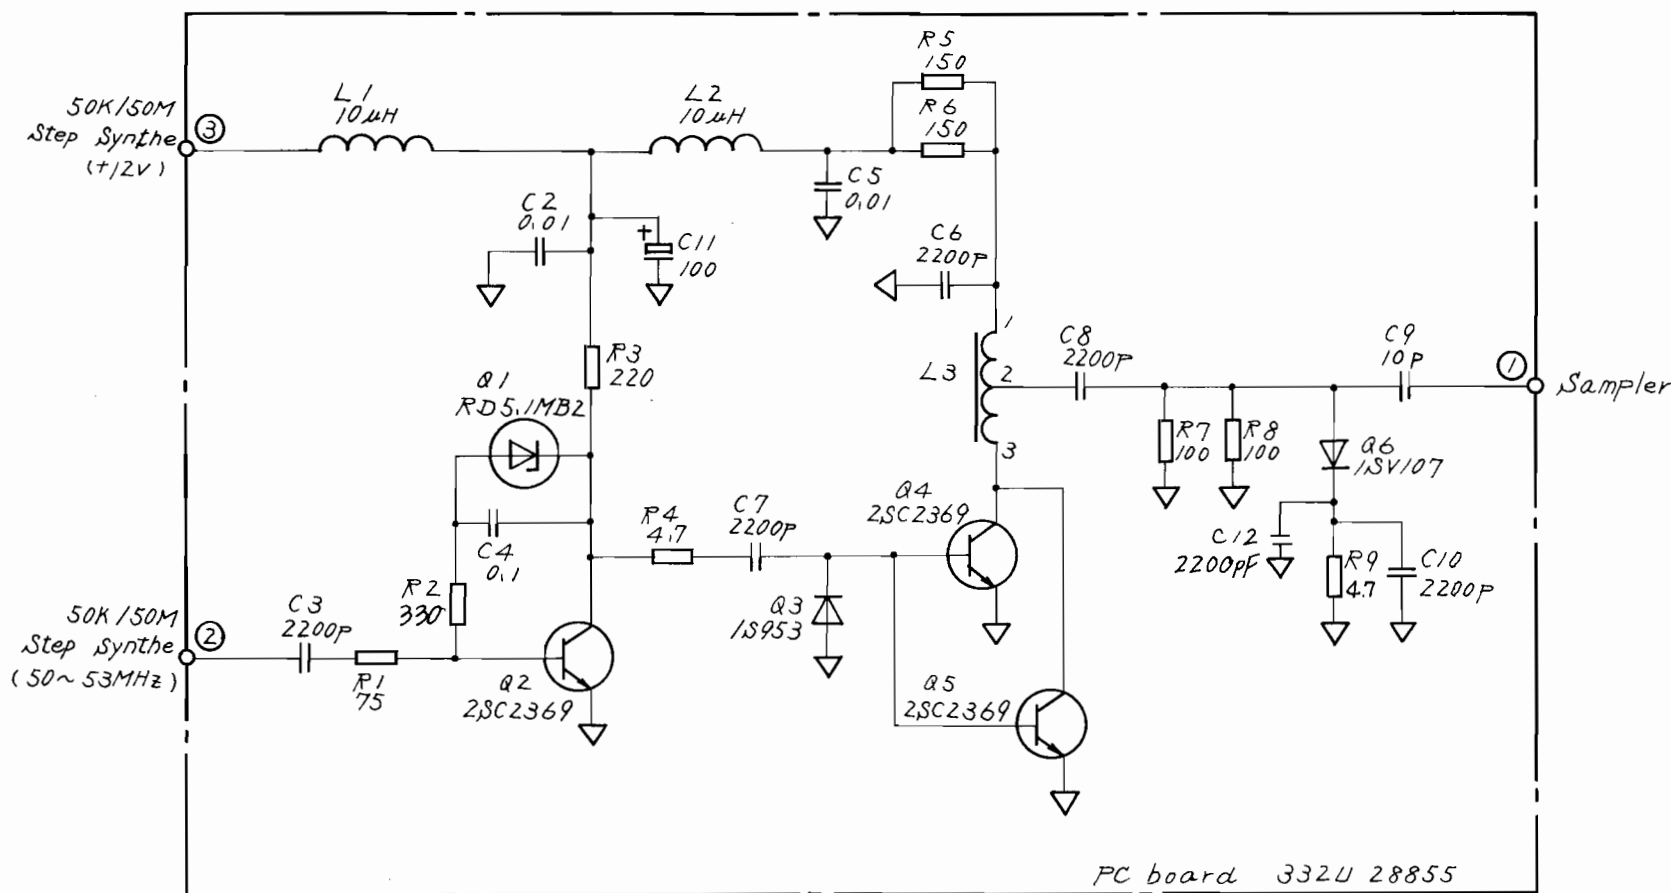 R5
150
L1
10µH
L2
10µH
R6
150
50K/50M
Step Synthe
(+12V)
3
C5
0.01
C2
0.01
+
C11
100
C6
2200P
1
L3
2
3
C8
2200P
C9
10P
1
Sampler
R3
220
Q1
RD5.1MB2
R7
100
R8
100
Q6
1SV107
R4
4.7
C7
2200P
Q4
2SC2369
C4
0.1
C12
2200pF
R9
4.7
C10
2200P
R2
330
Q3
1S953
50K/50M
Step Synthe
(50~53MHz)
2
C3
2200P
R1
75
Q2
2SC2369
Q5
2SC2369
PC board 332U 28855